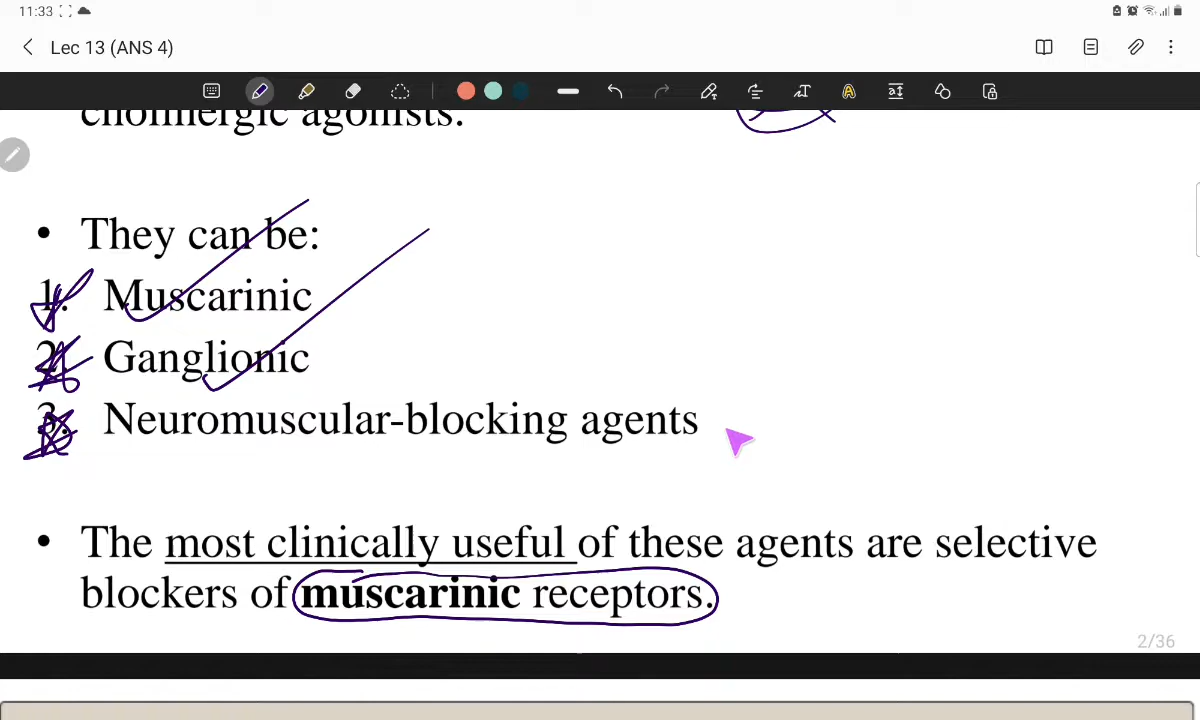 11:33
Lec 13 (ANS 4)
cholinergic agonists.
• They can be:
1. Muscarinic
2. Ganglionic
3. Neuromuscular-blocking agents
• The most clinically useful of these agents are selective
blockers of muscarinic receptors.
2/36